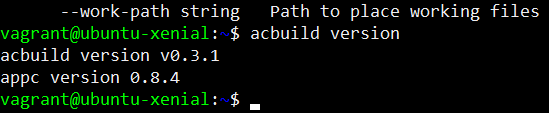 --work-path string   Path to place working files
vagrant@ubuntu-xenial:~$ acbuild version
acbuild version v0.3.1
appc version 0.8.4
vagrant@ubuntu-xenial:~$